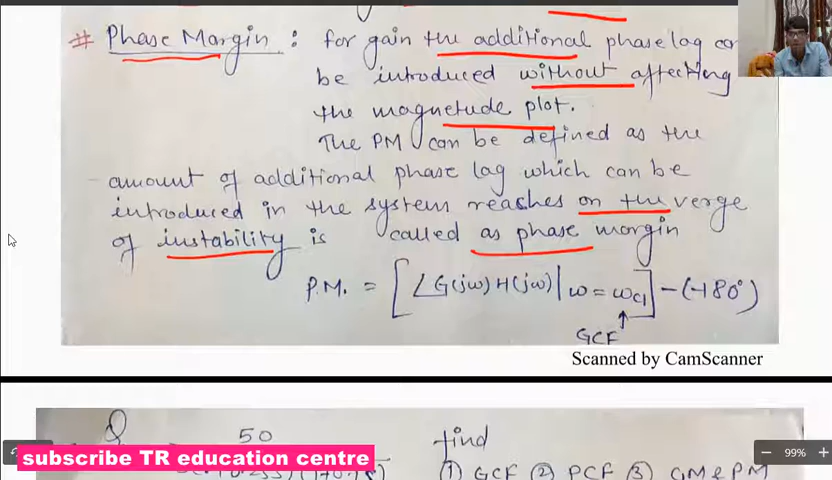 # Phase Margin : for gain the additional phase lag can
be introduced without affecting
the magnetude plot.
The PM can be defined as the
amount of additional phase lag which can be
introduced in the system reaches on the verge
of instability is called as phase margin
P.M. = [∠G(jω)H(jω)| ω = ωc1] - (-180°)
GCF
Scanned by CamScanner
Q 50 find
① GCF ② PCF ③ GM & PM
subscribe TR education centre
99%